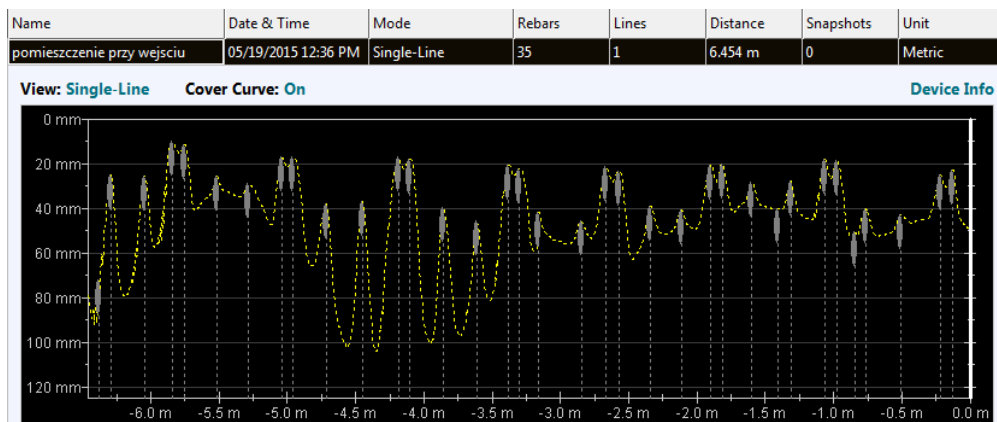 Name Date & Time Mode Rebars Lines Distance Snapshots Unit
pomieszczenie przy wejsciu 05/19/2015 12:36 PM Single-Line 35 1 6.454 m 0 Metric
View: Single-Line Cover Curve: On Device Info
0 mm
20 mm
40 mm
60 mm
80 mm
100 mm
120 mm
-6.0 m -5.5 m -5.0 m -4.5 m -4.0 m -3.5 m -3.0 m -2.5 m -2.0 m -1.5 m -1.0 m -0.5 m 0.0 m